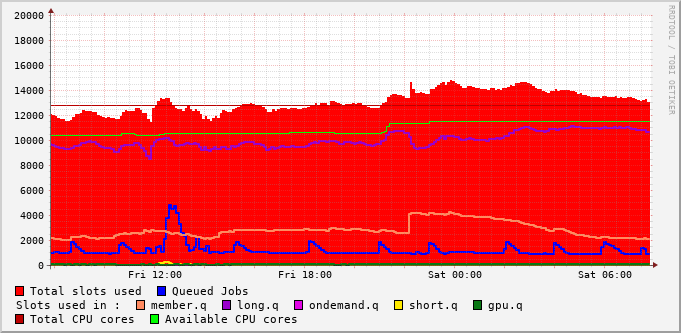 20000
18000
16000
14000
12000
10000
8000
6000
4000
2000
0
Fri 12:00 Fri 18:00 Sat 00:00 Sat 06:00
RRDTOOL / TOBI OETIKER
Total slots used Queued Jobs
Slots used in : member.q long.q ondemand.q short.q gpu.q
Total CPU cores Available CPU cores